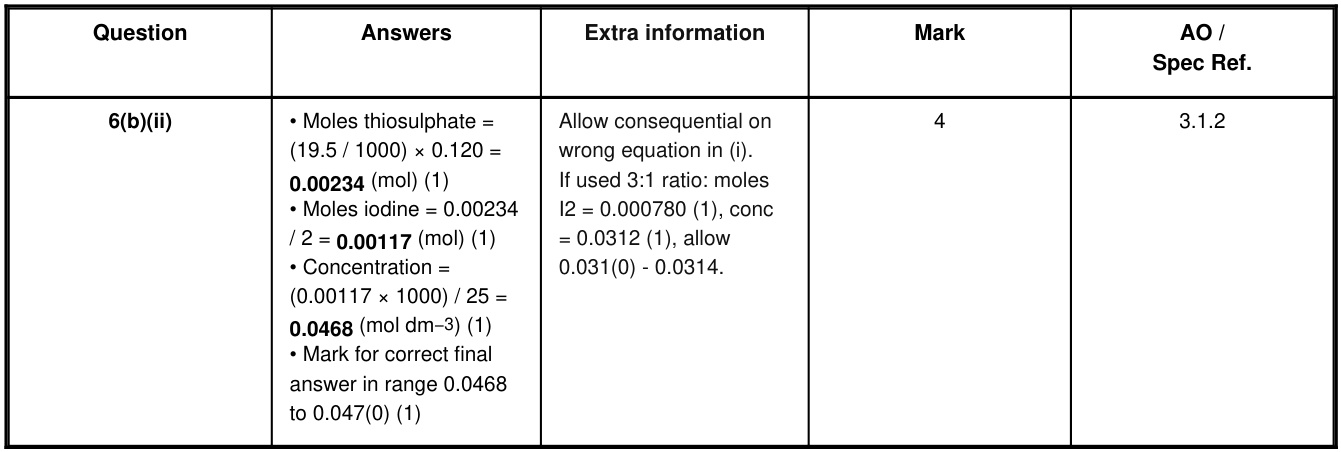 Question
Answers
Extra information
Mark
AO /
Spec Ref.
6(b)(ii)
• Moles thiosulphate =
(19.5 / 1000) × 0.120 =
0.00234 (mol) (1)
• Moles iodine = 0.00234
/ 2 = 0.00117 (mol) (1)
• Concentration =
(0.00117 × 1000) / 25 =
0.0468 (mol dm−3) (1)
• Mark for correct final
answer in range 0.0468
to 0.047(0) (1)
Allow consequential on
wrong equation in (i).
If used 3:1 ratio: moles
I2 = 0.000780 (1), conc
= 0.0312 (1), allow
0.031(0) - 0.0314.
4
3.1.2